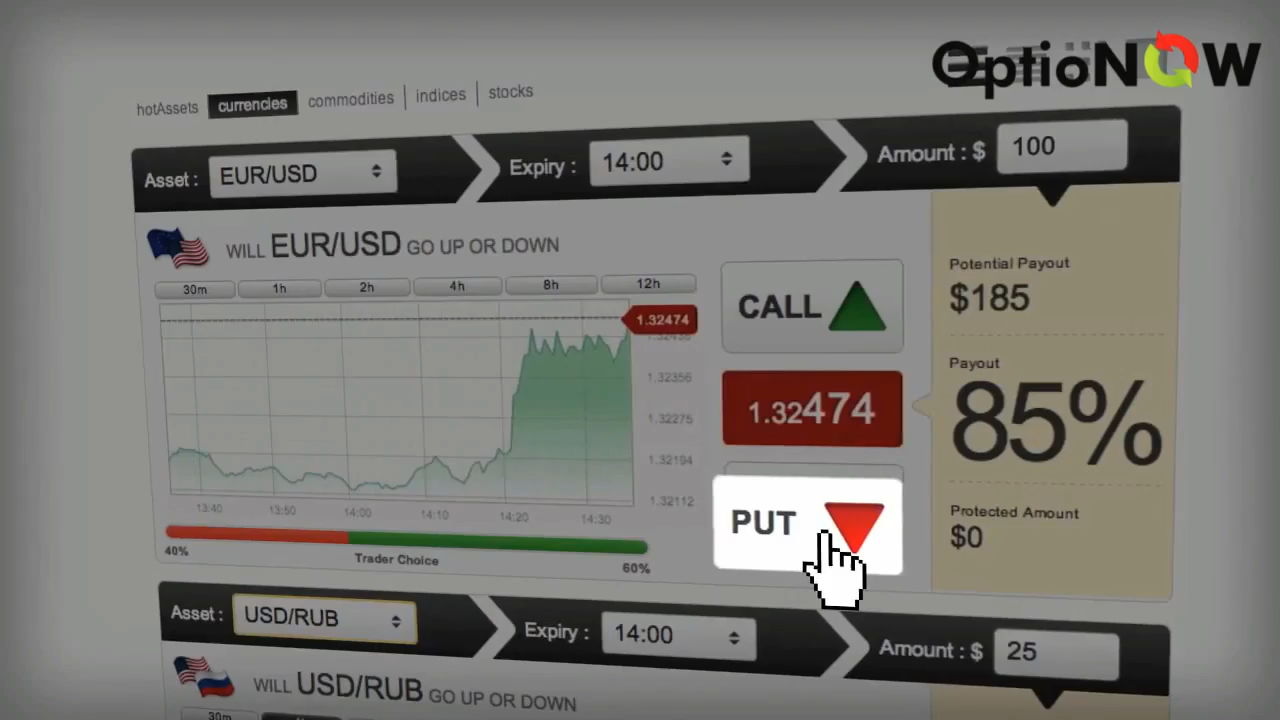 OptioNOW
hotAssets currencies commodities indices stocks
Asset : EUR/USD Expiry : 14:00 Amount : $ 100
WILL EUR/USD GO UP OR DOWN
30m 1h 2h 4h 8h 12h
1.32474
1.32356
1.32275
1.32194
1.32112
13:40 13:50 14:00 14:10 14:20 14:30
40% Trader Choice 60%
CALL
1.32474
PUT
Potential Payout
$185
Payout
85%
Protected Amount
$0
Asset : USD/RUB Expiry : 14:00 Amount : $ 25
WILL USD/RUB GO UP OR DOWN
30m